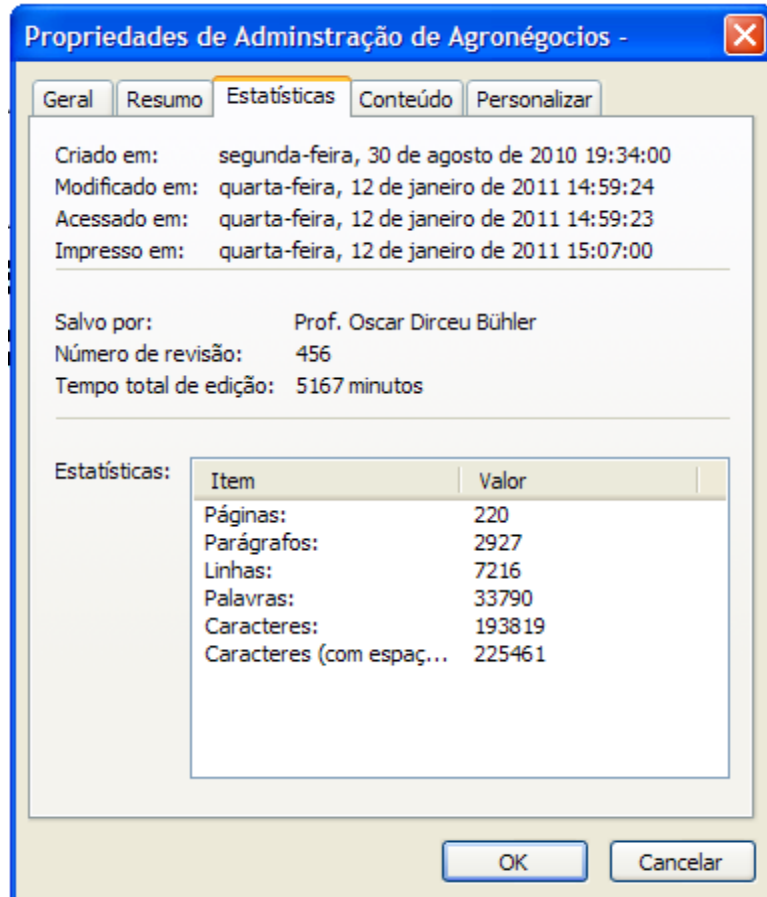 Propriedades de Adminstração de Agronégocios -
Geral Resumo Estatísticas Conteúdo Personalizar
Criado em: segunda-feira, 30 de agosto de 2010 19:34:00
Modificado em: quarta-feira, 12 de janeiro de 2011 14:59:24
Acessado em: quarta-feira, 12 de janeiro de 2011 14:59:23
Impresso em: quarta-feira, 12 de janeiro de 2011 15:07:00
Salvo por: Prof. Oscar Dirceu Bühler
Número de revisão: 456
Tempo total de edição: 5167 minutos
Estatísticas: Item Valor
Páginas: 220
Parágrafos: 2927
Linhas: 7216
Palavras: 33790
Caracteres: 193819
Caracteres (com espaç... 225461
OK Cancelar